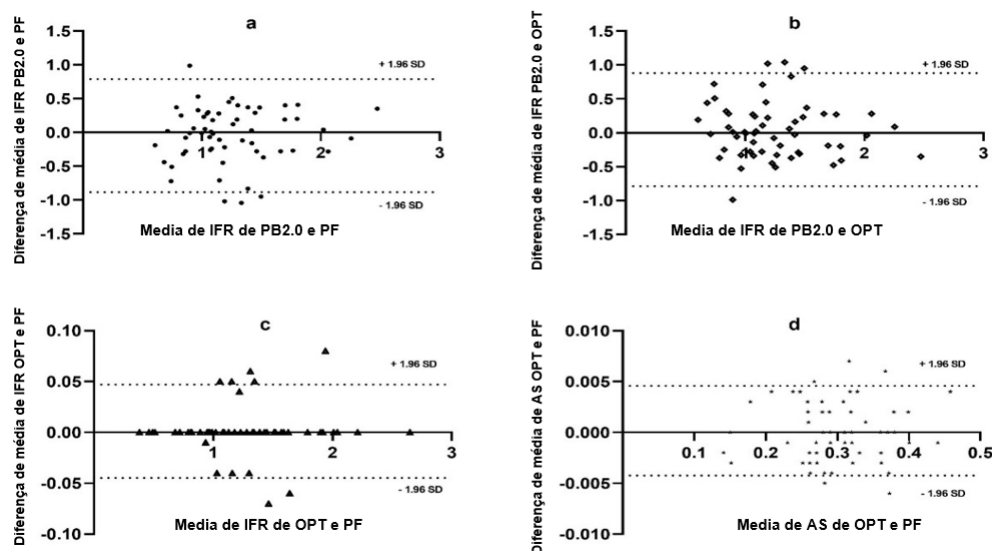 a
Diferença de média de IFR PB2.0 e PF
1.5
1.0
0.5
0.0
-0.5
-1.0
-1.5
+ 1.96 SD
1
2
3
- 1.96 SD
Media de IFR de PB2.0 e PF
b
Diferença de média de IFR PB2.0 e OPT
1.5
1.0
0.5
0.0
-0.5
-1.0
-1.5
+ 1.96 SD
1
2
3
- 1.96 SD
Media de IFR de PB2.0 e OPT
c
Diferença de média de IFR OPT e PF
0.10
0.05
0.00
-0.05
-0.10
+ 1.96 SD
1
2
3
- 1.96 SD
Media de IFR de OPT e PF
d
Diferença de média de AS OPT e PF
0.010
0.005
0.000
-0.005
-0.010
+ 1.96 SD
0.1
0.2
0.3
0.4
0.5
- 1.96 SD
Media de AS de OPT e PF